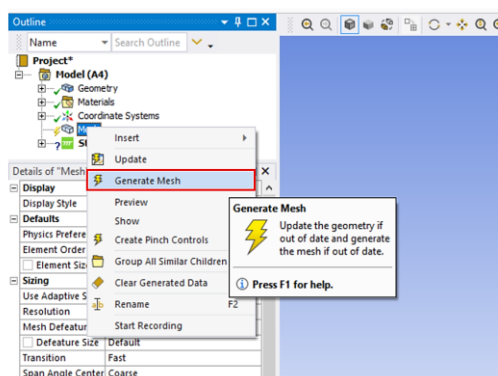 Outline
Name
Search Outline
Project*
Model (A4)
Geometry
Materials
Coordinate Systems
Insert
Update
Details of "Mesh
Generate Mesh
Display
Display Style
Preview
Generate Mesh
Defaults
Show
Update the geometry if
out of date and generate
the mesh if out of date.
Physics Prefere
Create Pinch Controls
Element Order
Group All Similar Children
Element Siz
Sizing
Clear Generated Data
Press F1 for help.
Use Adaptive S
Rename F2
Resolution
Mesh Defeatur
Start Recording
Defeature Size Default
Transition Fast
Span Angle Center Coarse